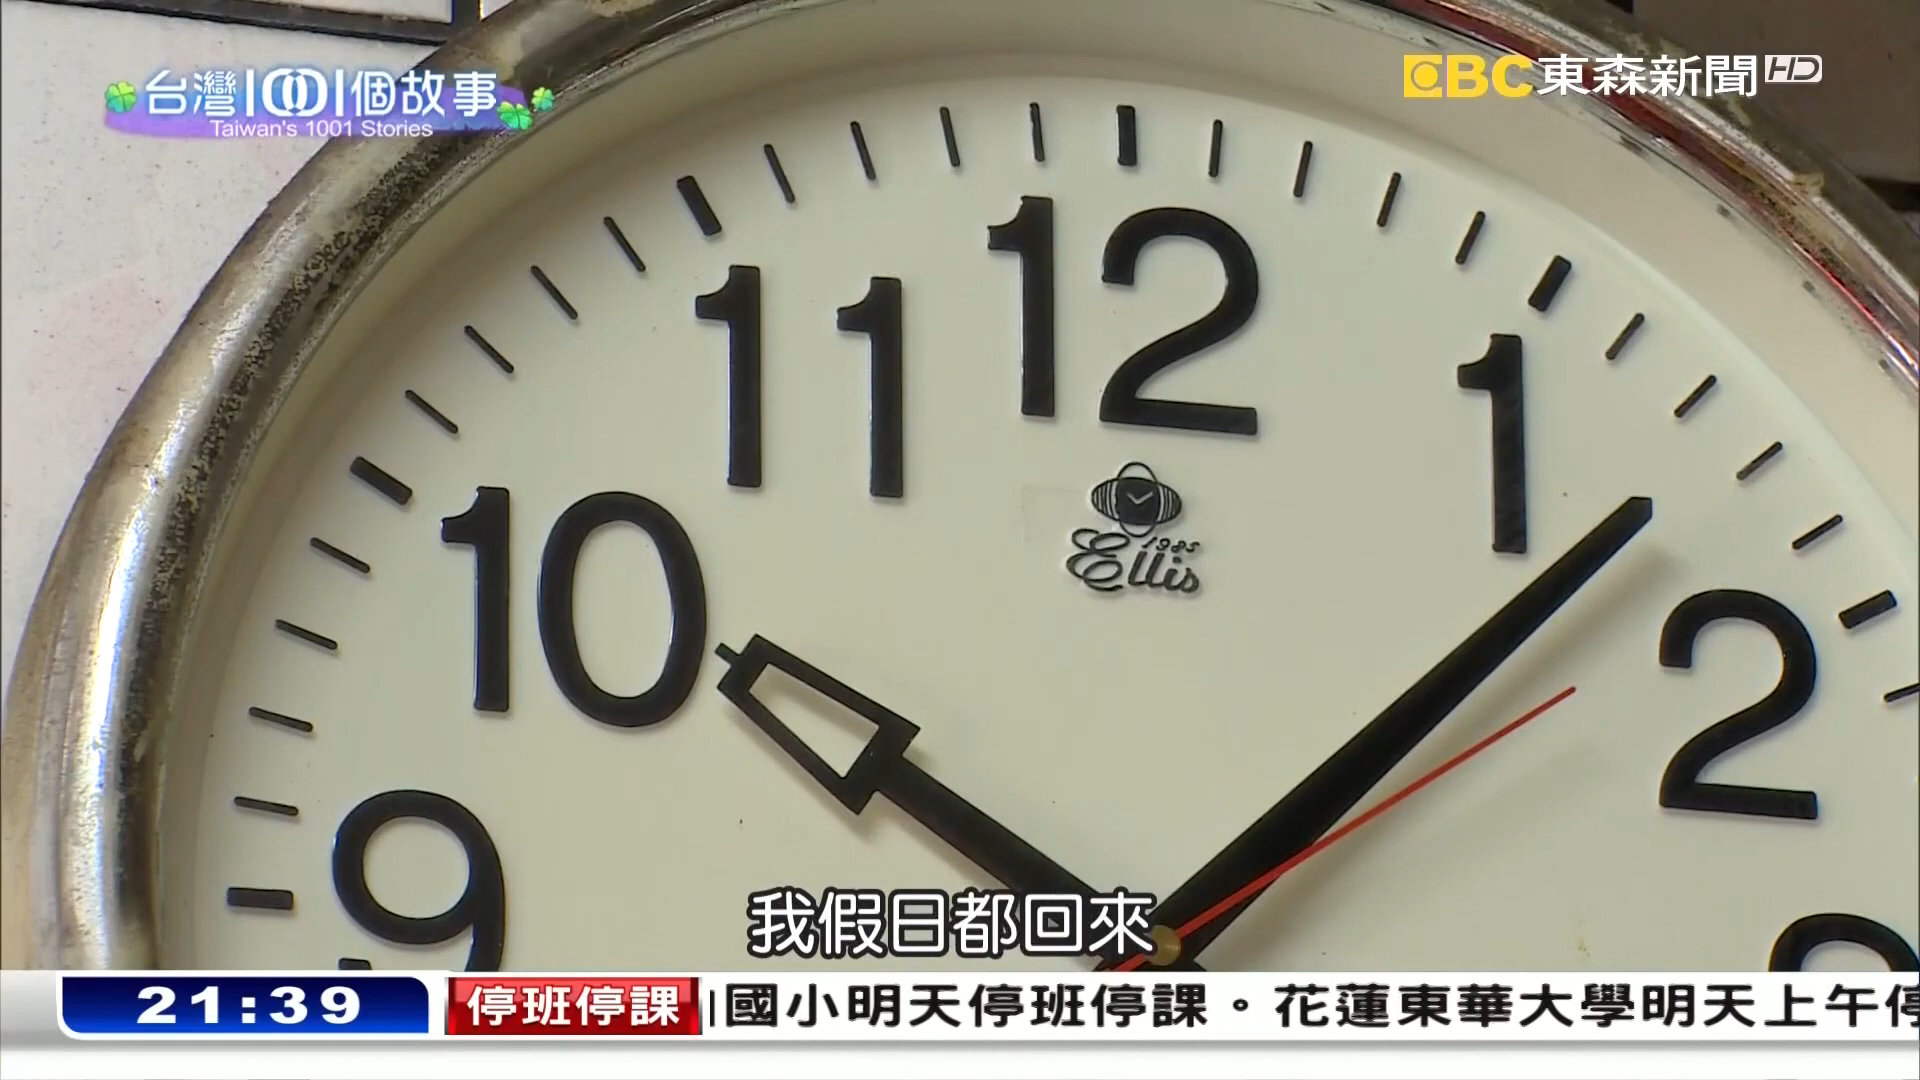 台灣1001個故事
Taiwan's 1001 Stories
EBC東森新聞HD
12
11
1
10
Ellis
1985
2
9
我假日都回來
21:39
停班停課
國小明天停班停課。花蓮東華大學明天上午停